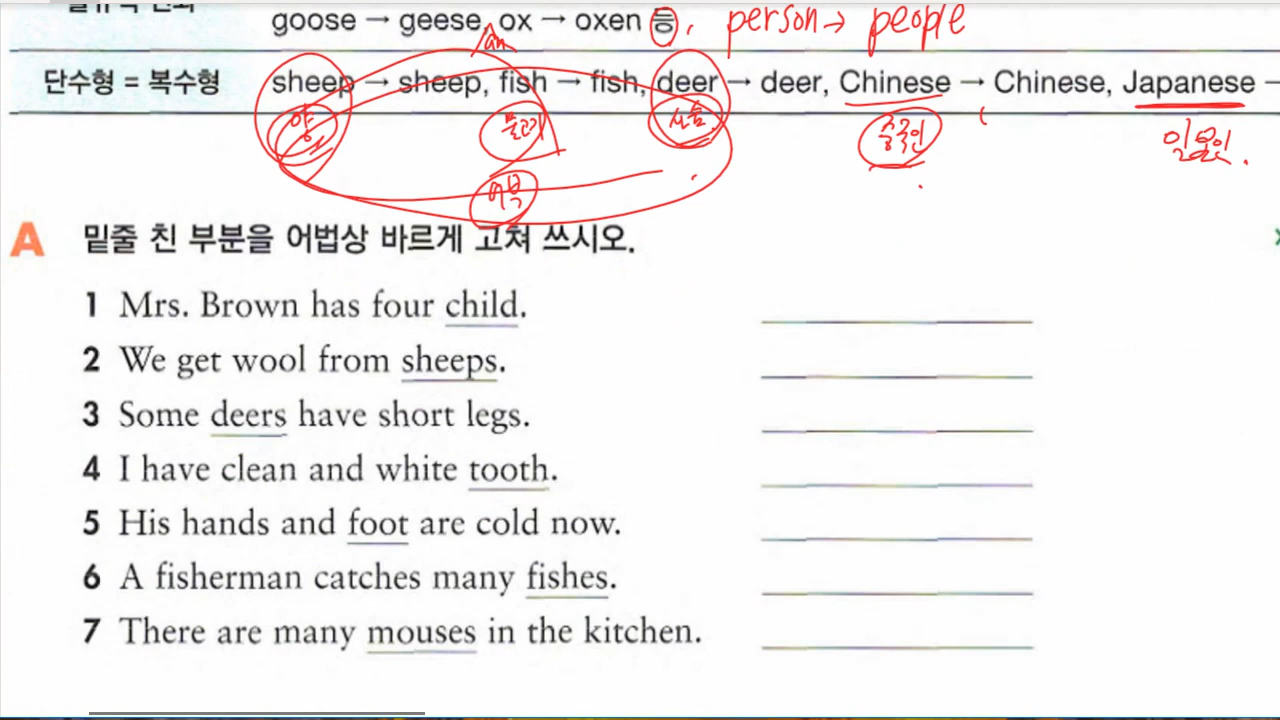 goose → geese, ox → oxen 등, person → people
an
단수형 = 복수형 sheep → sheep, fish → fish, deer → deer, Chinese → Chinese, Japanese →
양 물고기 사슴 중국인 일본인.
A 밑줄 친 부분을 어법상 바르게 고쳐 쓰시오.
1 Mrs. Brown has four child.
2 We get wool from sheeps.
3 Some deers have short legs.
4 I have clean and white tooth.
5 His hands and foot are cold now.
6 A fisherman catches many fishes.
7 There are many mouses in the kitchen.